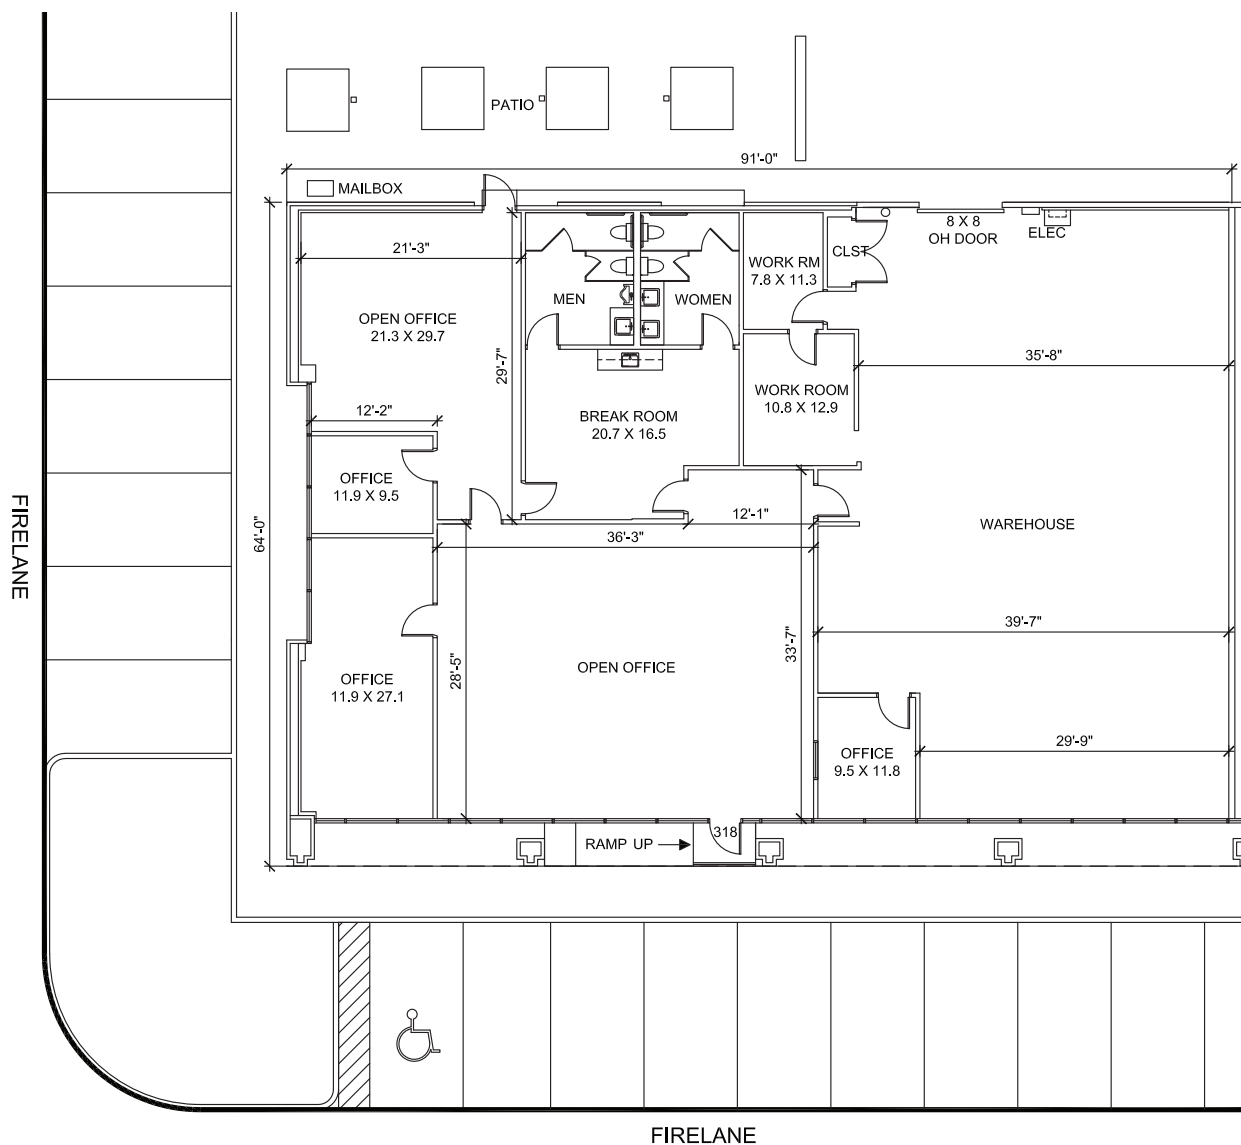 PATIO
91'-0"
MAILBOX
8 X 8
OH DOOR
ELEC
21'-3"
CLST
WORK RM
7.8 X 11.3
MEN
WOMEN
OPEN OFFICE
21.3 X 29.7
29'-7"
35'-8"
WORK ROOM
10.8 X 12.9
12'-2"
BREAK ROOM
20.7 X 16.5
OFFICE
11.9 X 9.5
12'-1"
WAREHOUSE
FIRELANE
64'-0"
36'-3"
39'-7"
33'-7"
28'-5"
OPEN OFFICE
OFFICE
11.9 X 27.1
29'-9"
OFFICE
9.5 X 11.8
318
RAMP UP
FIRELANE